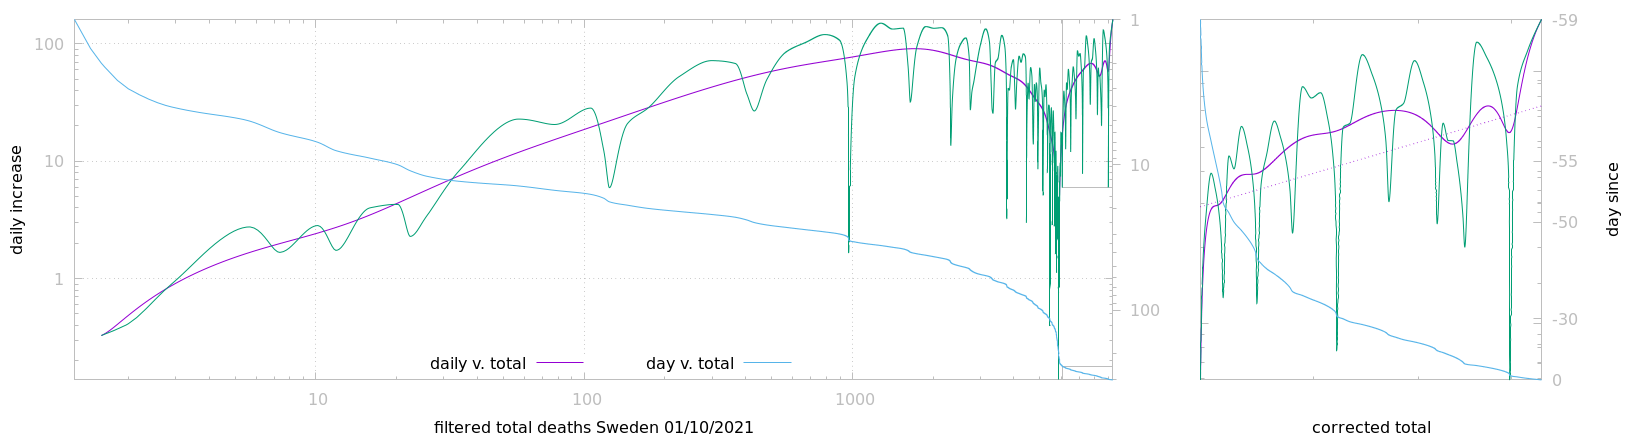 100
10
1
daily increase
daily v. total
day v. total
10
100
1000
filtered total deaths Sweden 01/10/2021
1
10
100
-59
-55
-50
-30
0
day since
corrected total